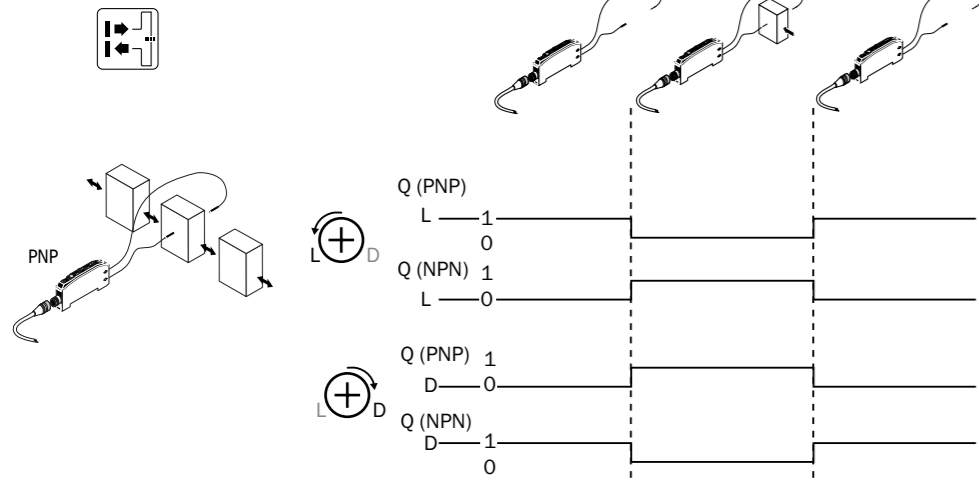 Q (PNP)
L 1
0
PNP
L D
Q (NPN) 1
L 0
Q (PNP) 1
D 0
L D
Q (NPN)
D 1
0